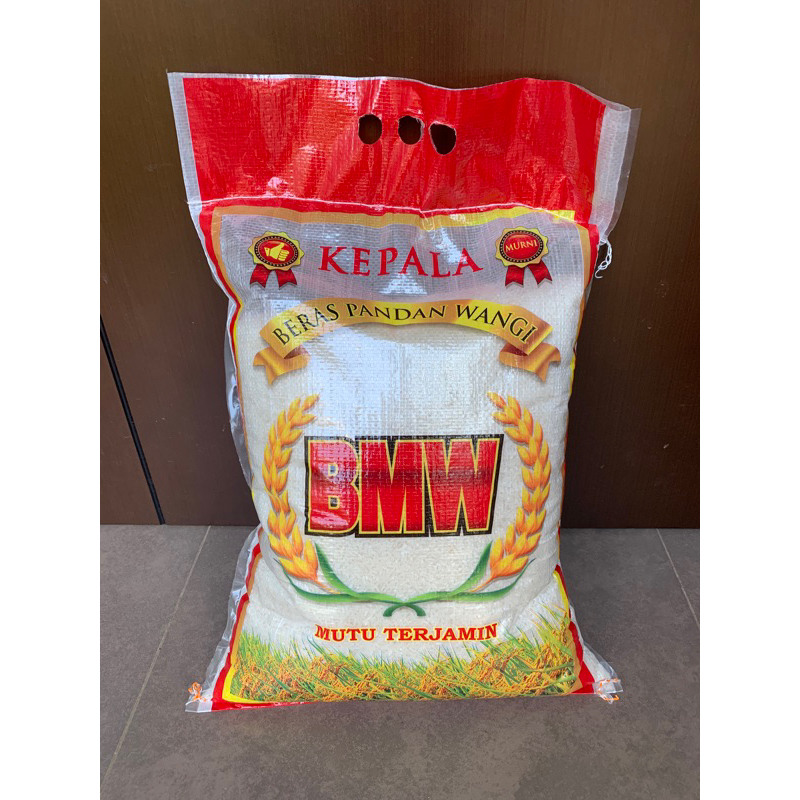 KEPALA
MURNI
BERAS PANDAN WANGI
BMW
MUTU TERJAMIN